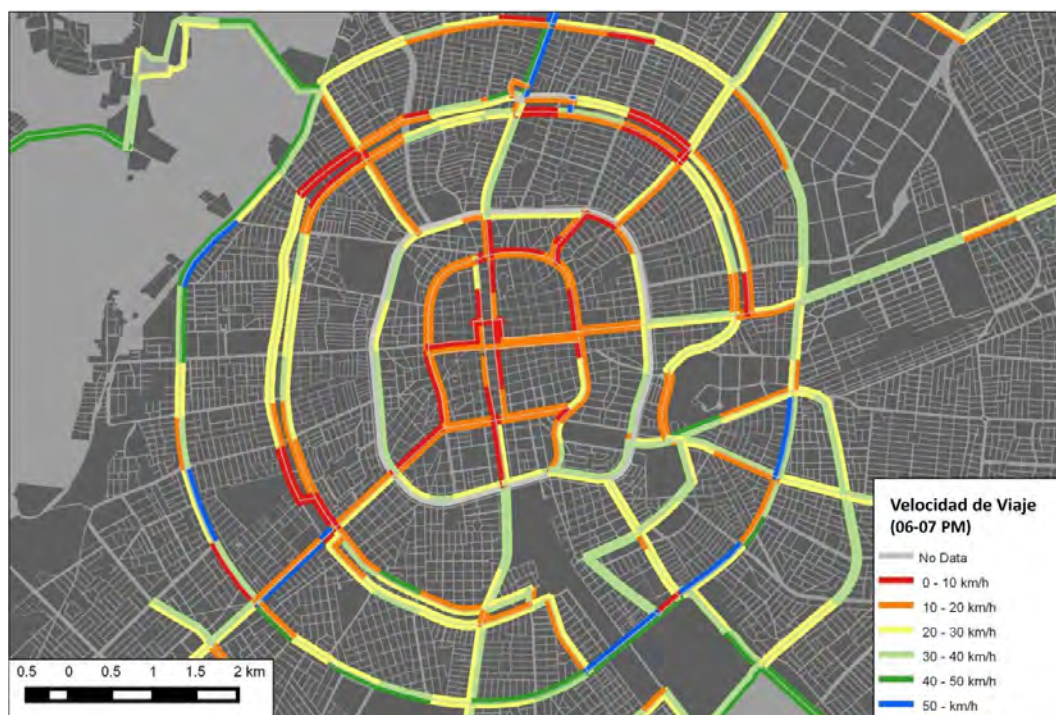 Velocidad de Viaje
(06-07 PM)
No Data
0 - 10 km/h
10 - 20 km/h
20 - 30 km/h
30 - 40 km/h
40 - 50 km/h
50 - km/h
0.5 0 0.5 1 1.5 2 km